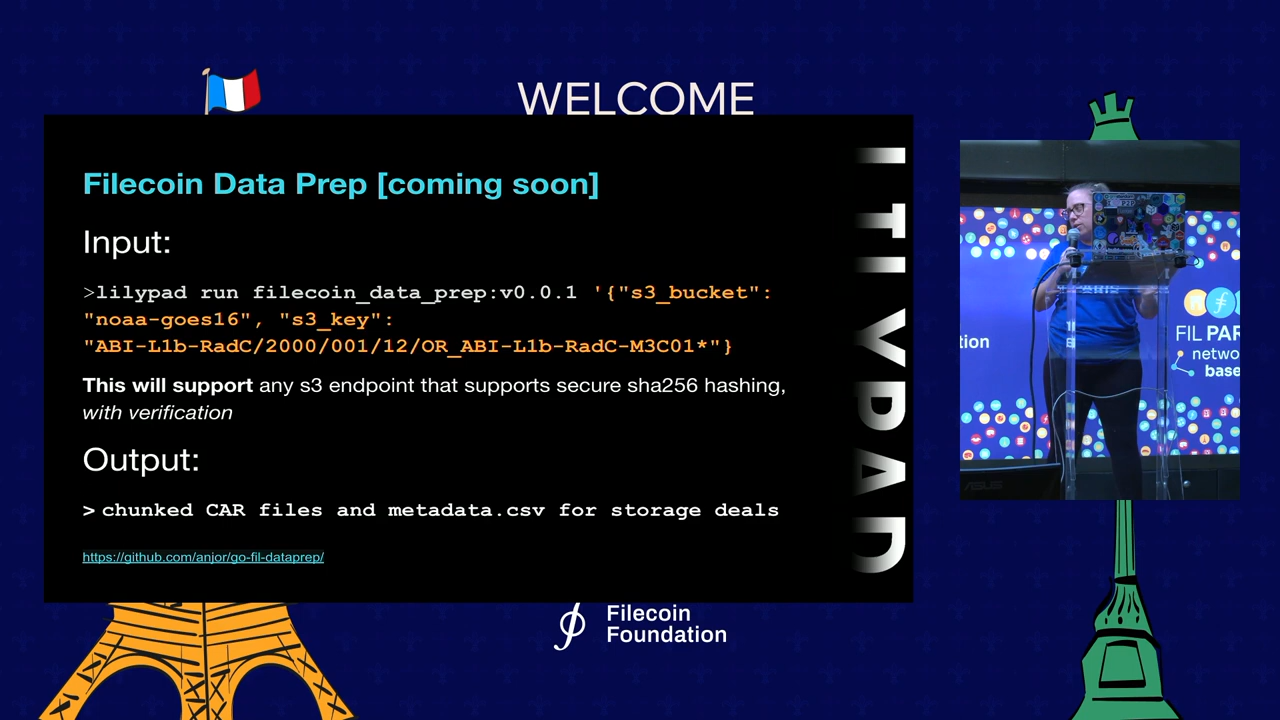 WELCOME
Filecoin Data Prep [coming soon]
Input:
>lilypad run filecoin_data_prep:v0.0.1 '{"s3_bucket":
"noaa-goes16", "s3_key":
"ABI-L1b-RadC/2000/001/12/OR_ABI-L1b-RadC-M3C01*"}
This will support any s3 endpoint that supports secure sha256 hashing,
with verification
Output:
> chunked CAR files and metadata.csv for storage deals
https://github.com/anjor/go-fil-dataprep/
LILYPAD
Filecoin
Foundation
tion
FIL PAR
netwo
base
ASUS